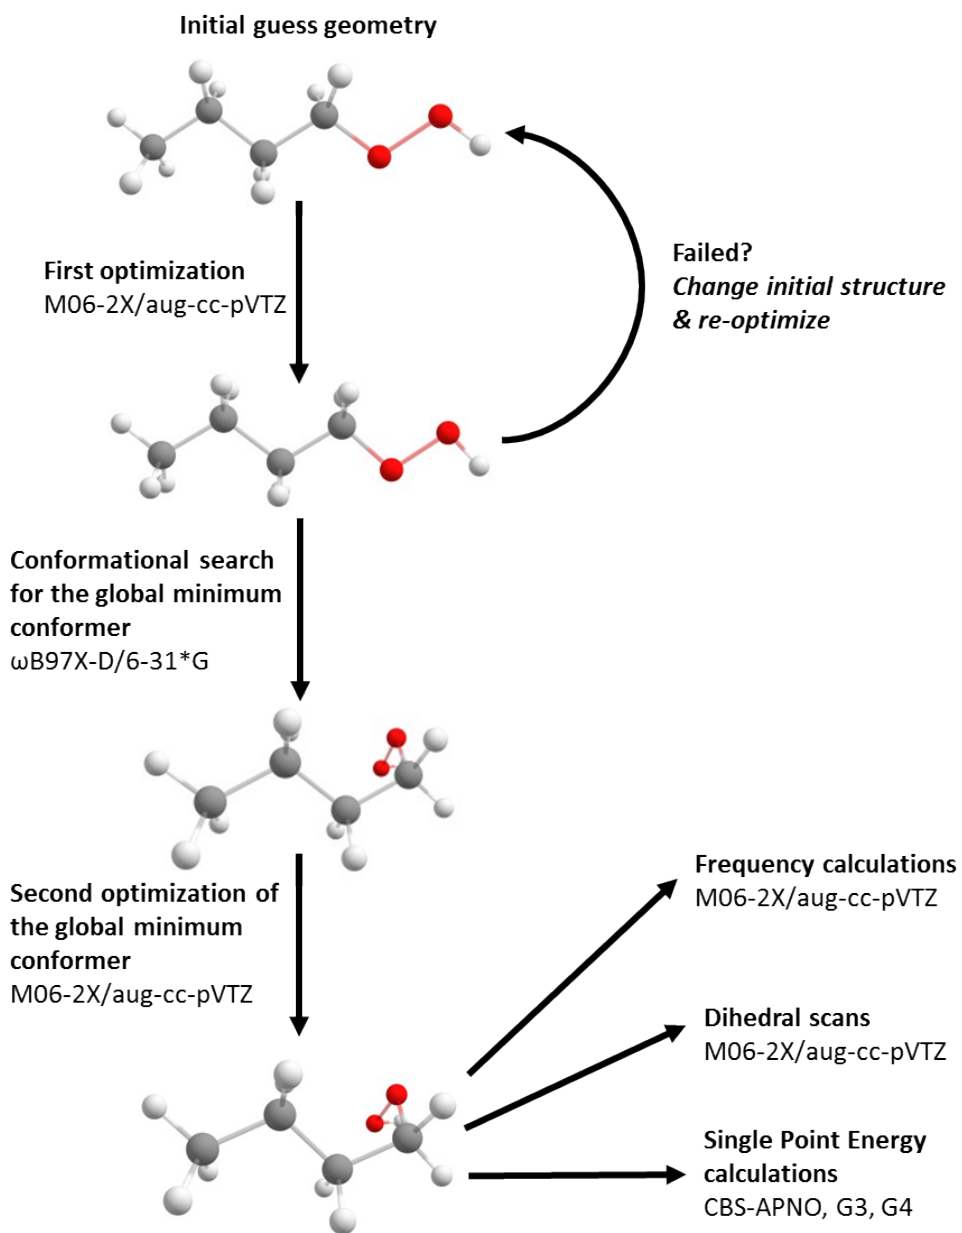 Initial guess geometry
First optimization
M06-2X/aug-cc-pVTZ
Failed?
Change initial structure
& re-optimize
Conformational search
for the global minimum
conformer
ωB97X-D/6-31*G
Second optimization of
the global minimum
conformer
M06-2X/aug-cc-pVTZ
Frequency calculations
M06-2X/aug-cc-pVTZ
Dihedral scans
M06-2X/aug-cc-pVTZ
Single Point Energy
calculations
CBS-APNO, G3, G4